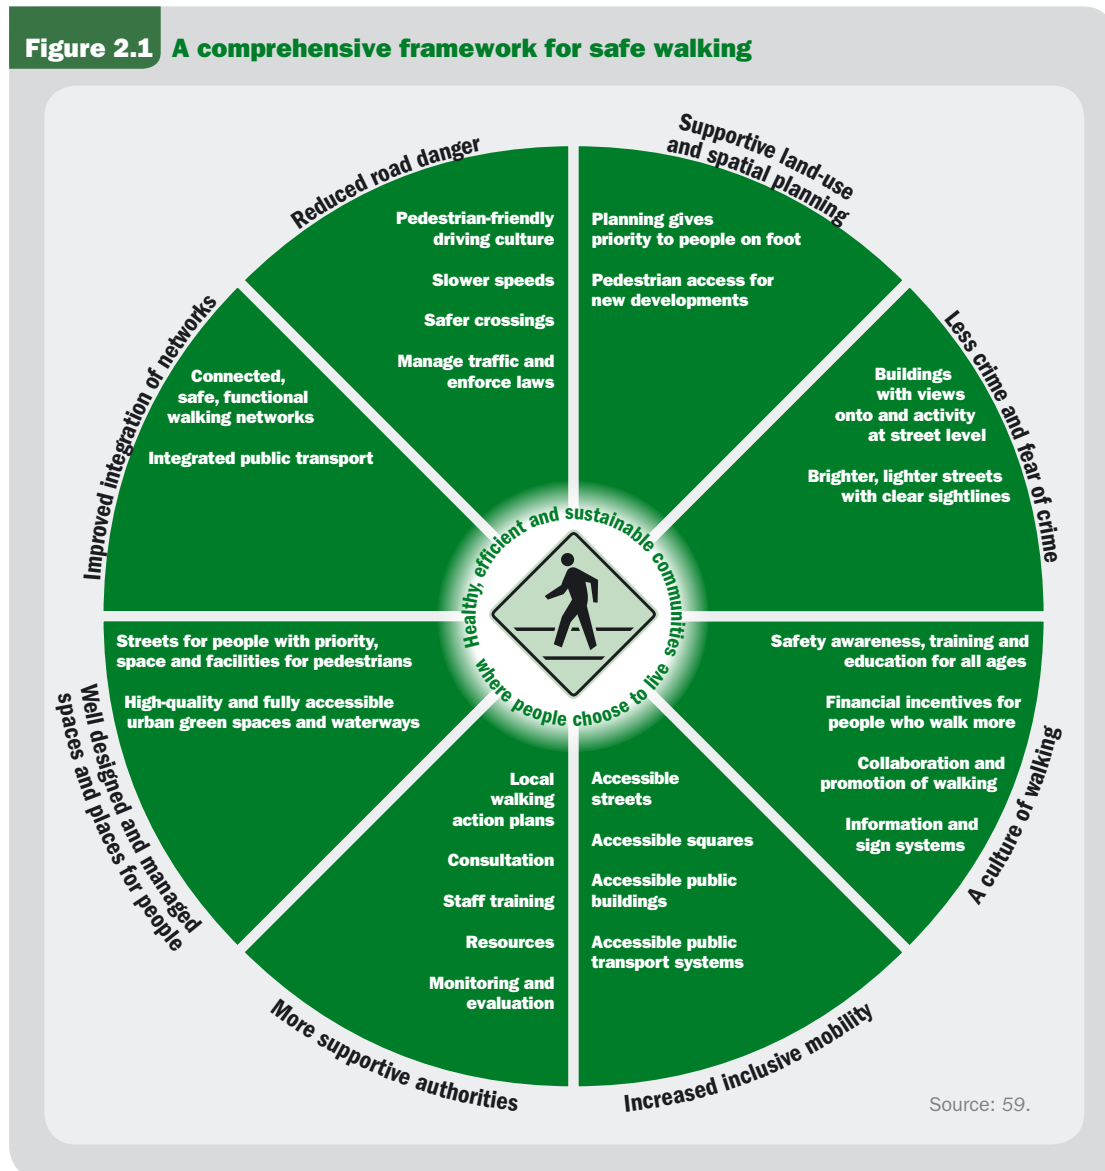 Figure 2.1 A comprehensive framework for safe walking
Supportive land-use
and spatial planning
Planning gives
priority to people on foot
Pedestrian access for
new developments
Less crime and fear of crime
Buildings
with views
onto and activity
at street level
Brighter, lighter streets
with clear sightlines
A culture of walking
Safety awareness, training and
education for all ages
Financial incentives for
people who walk more
Collaboration and
promotion of walking
Information and
sign systems
Increased inclusive mobility
Accessible
streets
Accessible squares
Accessible public
buildings
Accessible public
transport systems
More supportive authorities
Local
walking
action plans
Consultation
Staff training
Resources
Monitoring and
evaluation
Well designed and managed
spaces and places for people
Streets for people with priority,
space and facilities for pedestrians
High-quality and fully accessible
urban green spaces and waterways
Improved integration of networks
Connected,
safe, functional
walking networks
Integrated public transport
Reduced road danger
Pedestrian-friendly
driving culture
Slower speeds
Safer crossings
Manage traffic and
enforce laws
Healthy, efficient and sustainable communities
where people choose to live
Source: 59.